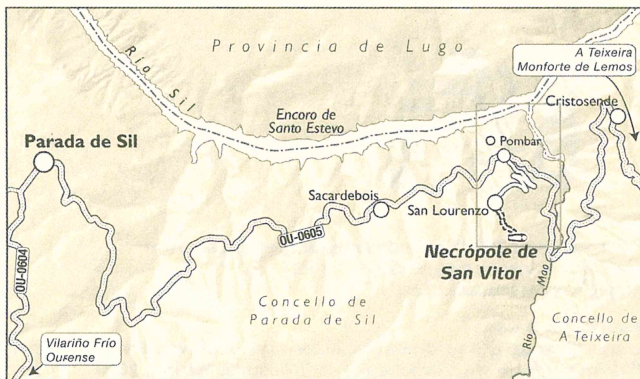 Provincia de Lugo
Río Sil
A Teixeira
Monforte de Lemos
Encoro de
Santo Estevo
Cristosende
Parada de Sil
Pombar
Sacardebois
San Lourenzo
OU-0605
OU-0604
Necrópole de
San Vitor
Río Mao
Concello de
Parada de Sil
Concello de
A Teixeira
Vilariño Frío
Ourense